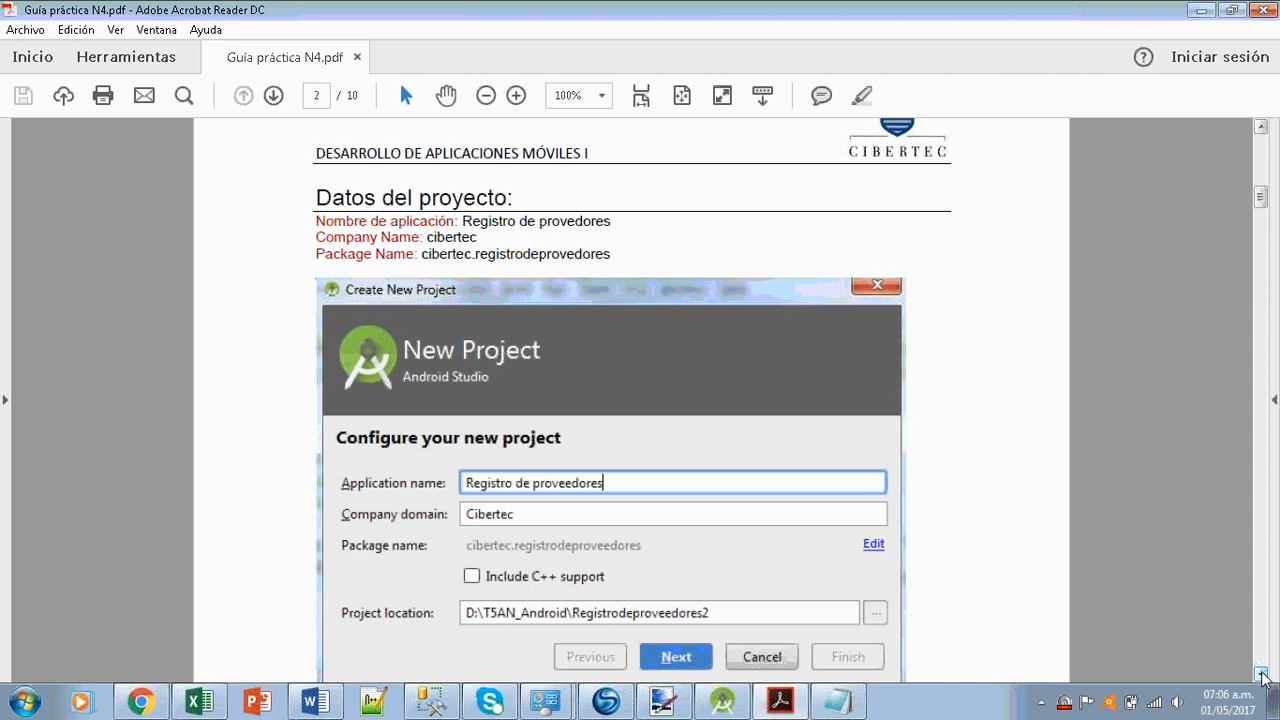 Guía práctica N4.pdf - Adobe Acrobat Reader DC
Archivo Edición Ver Ventana Ayuda
Inicio Herramientas Guía práctica N4.pdf × ? Iniciar sesión
2 / 10 100%
DESARROLLO DE APLICACIONES MÓVILES I
CIBERTEC
Datos del proyecto:
Nombre de aplicación: Registro de provedores
Company Name: cibertec
Package Name: cibertec.registrodeprovedores
Create New Project
New Project
Android Studio
Configure your new project
Application name: Registro de proveedores
Company domain: Cibertec
Package name: cibertec.registrodeproveedores Edit
Include C++ support
Project location: D:\T5AN_Android\Registrodeproveedores2 ...
Previous Next Cancel Finish
07:06 a.m.
01/05/2017